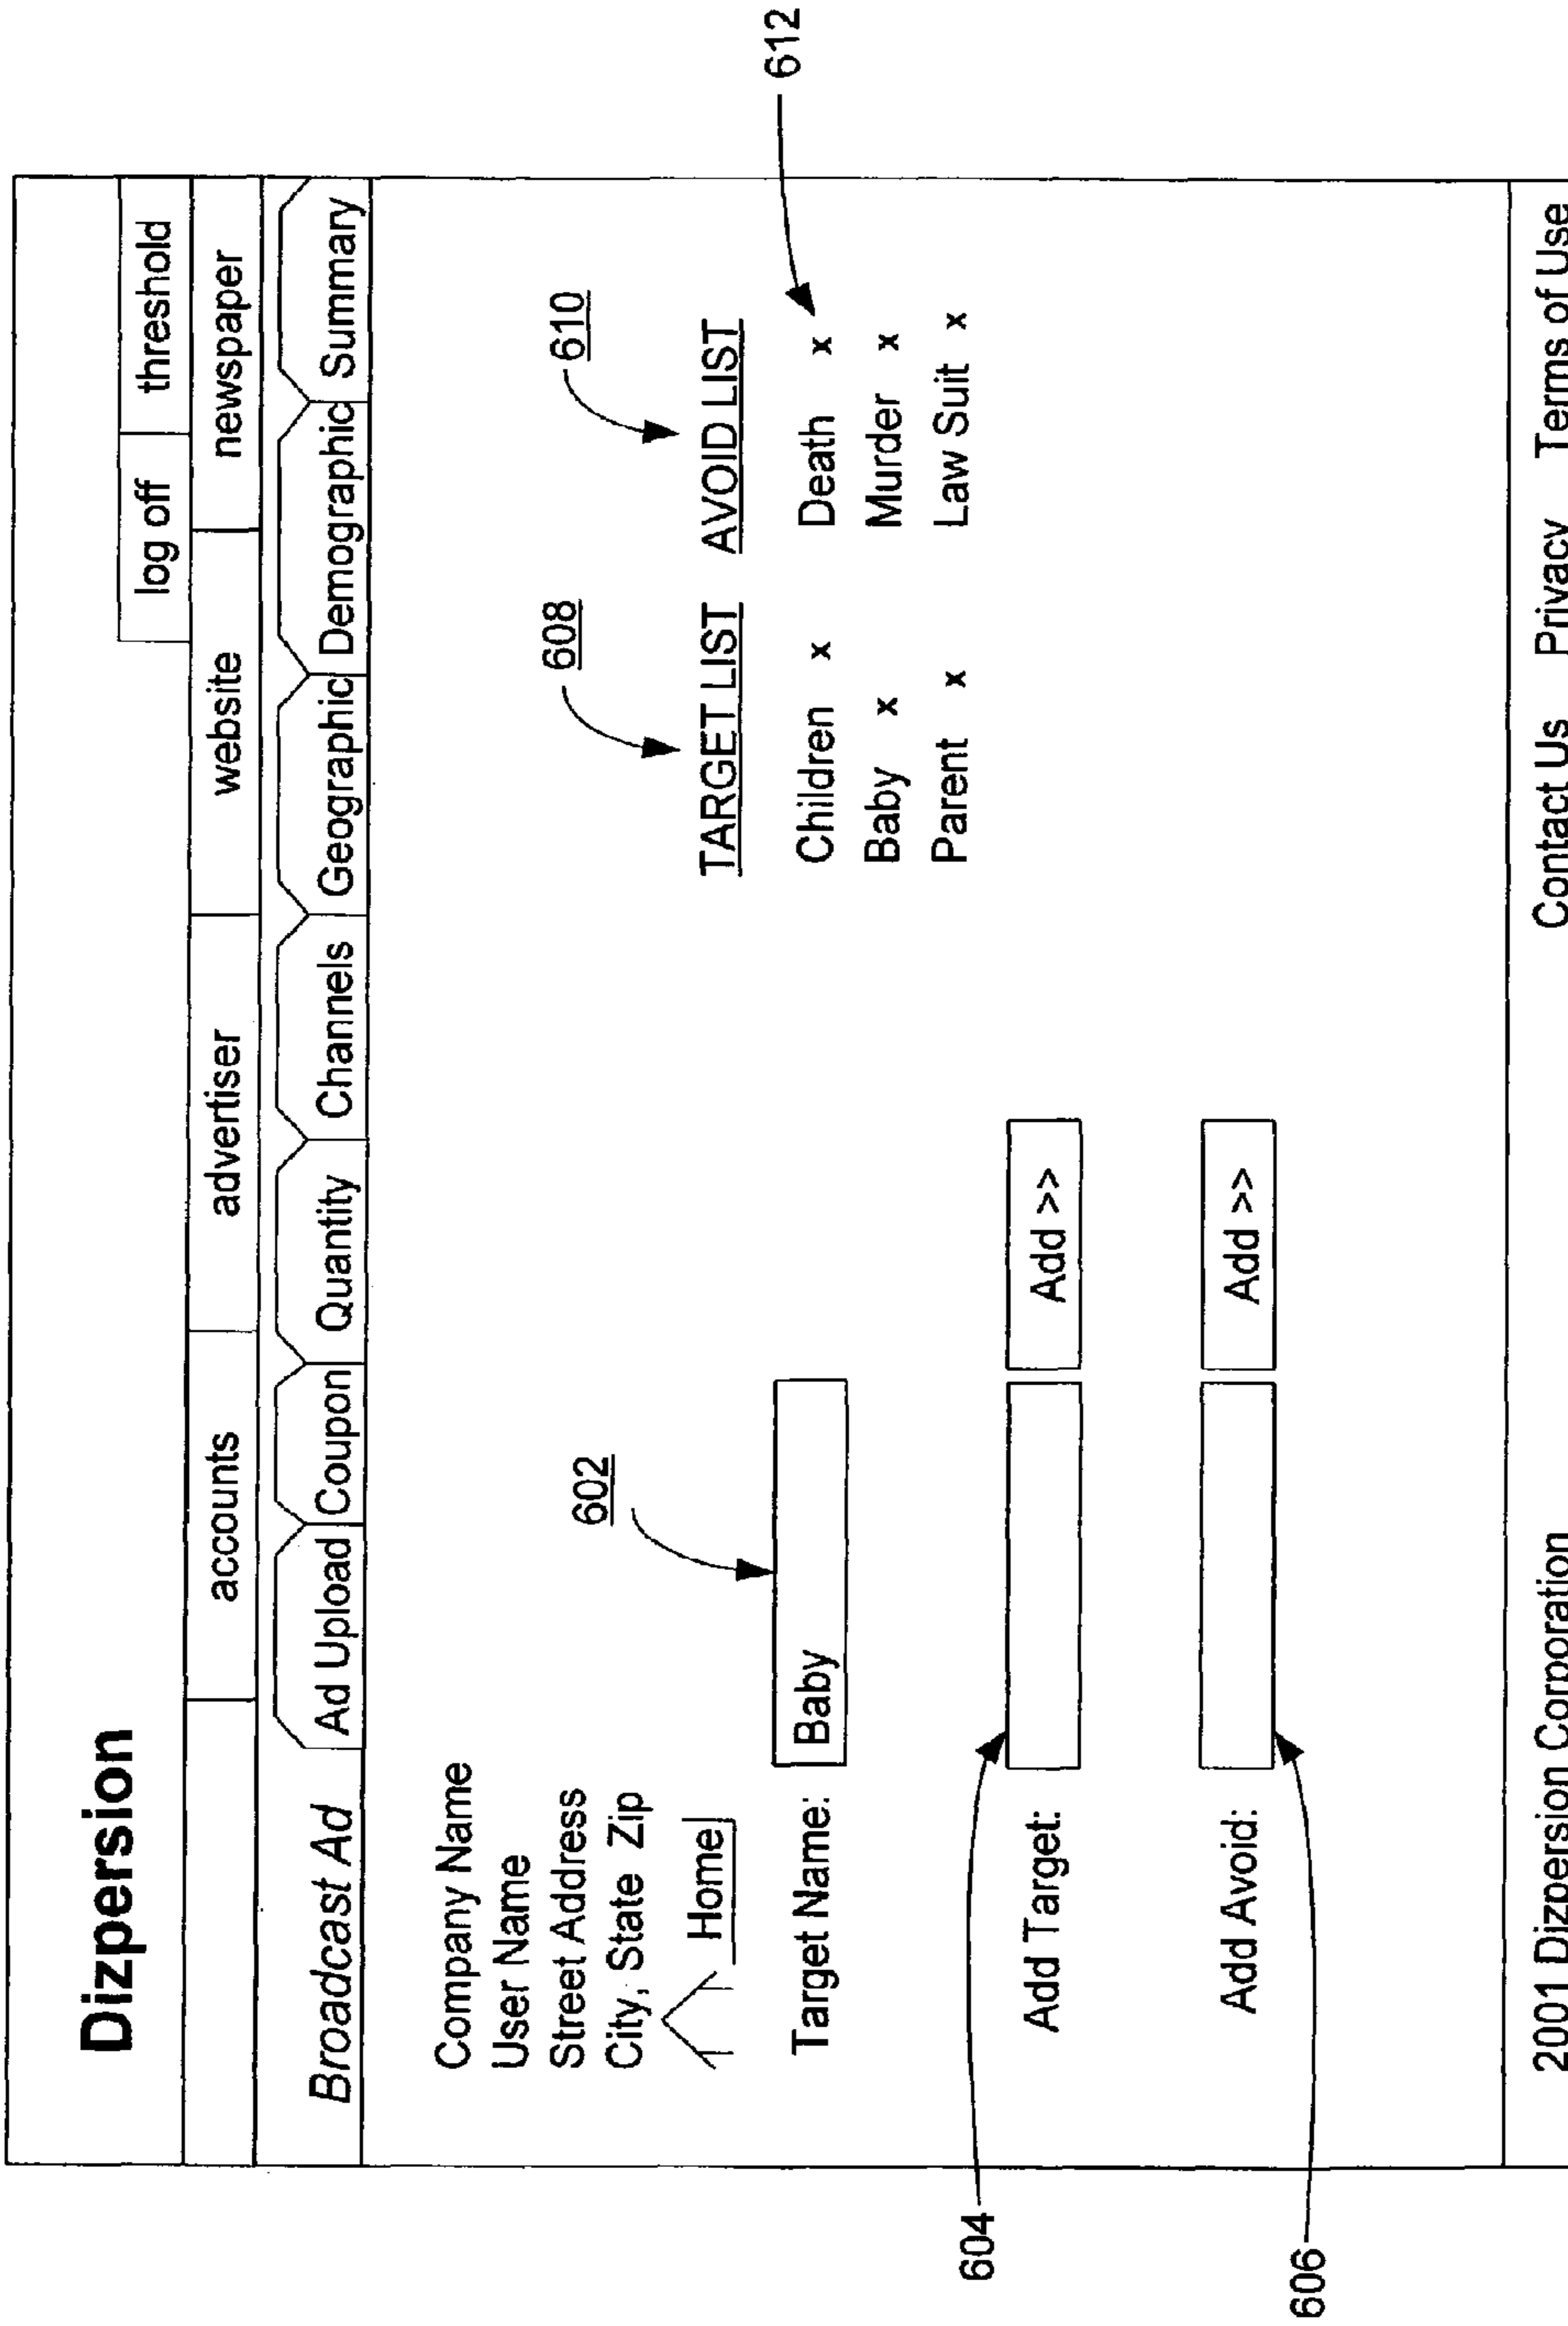 Dizpersion
log off threshold
accounts advertiser website newspaper
Broadcast Ad Ad Upload Coupon Quantity Channels Geographic Demographic Summary
Company Name
User Name
Street Address
City, State Zip
Home
602
608
610
612
TARGET LIST AVOID LIST
Target Name: Baby
Children x Death x
Baby x Murder x
Parent x Law Suit x
604
Add Target: Add >>
Add Avoid: Add >>
606
2001 Dizpersion Corporation Contact Us Privacy Terms of Use